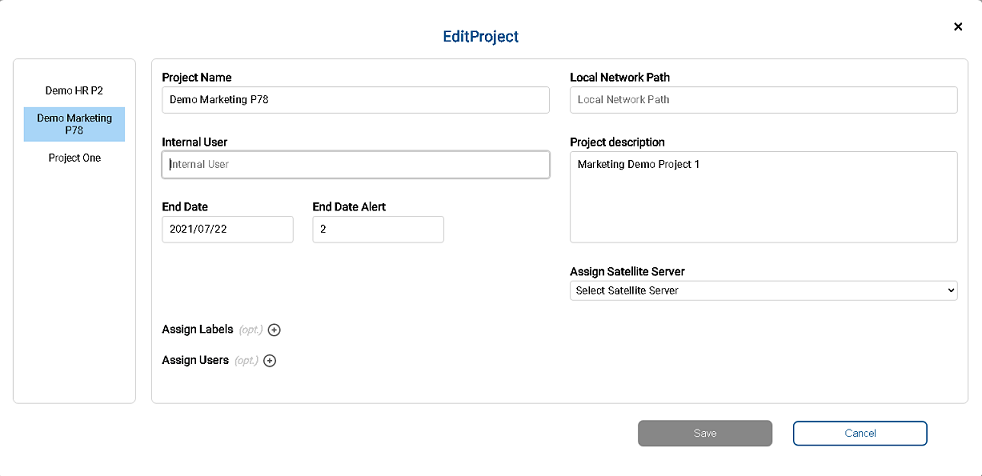 EditProject
×
Demo HR P2
Demo Marketing
P78
Project One
Project Name
Demo Marketing P78
Local Network Path
Local Network Path
Internal User
Internal User
Project description
Marketing Demo Project 1
End Date
2021/07/22
End Date Alert
2
Assign Satellite Server
Select Satellite Server
Assign Labels (opt.)
Assign Users (opt.)
Save
Cancel